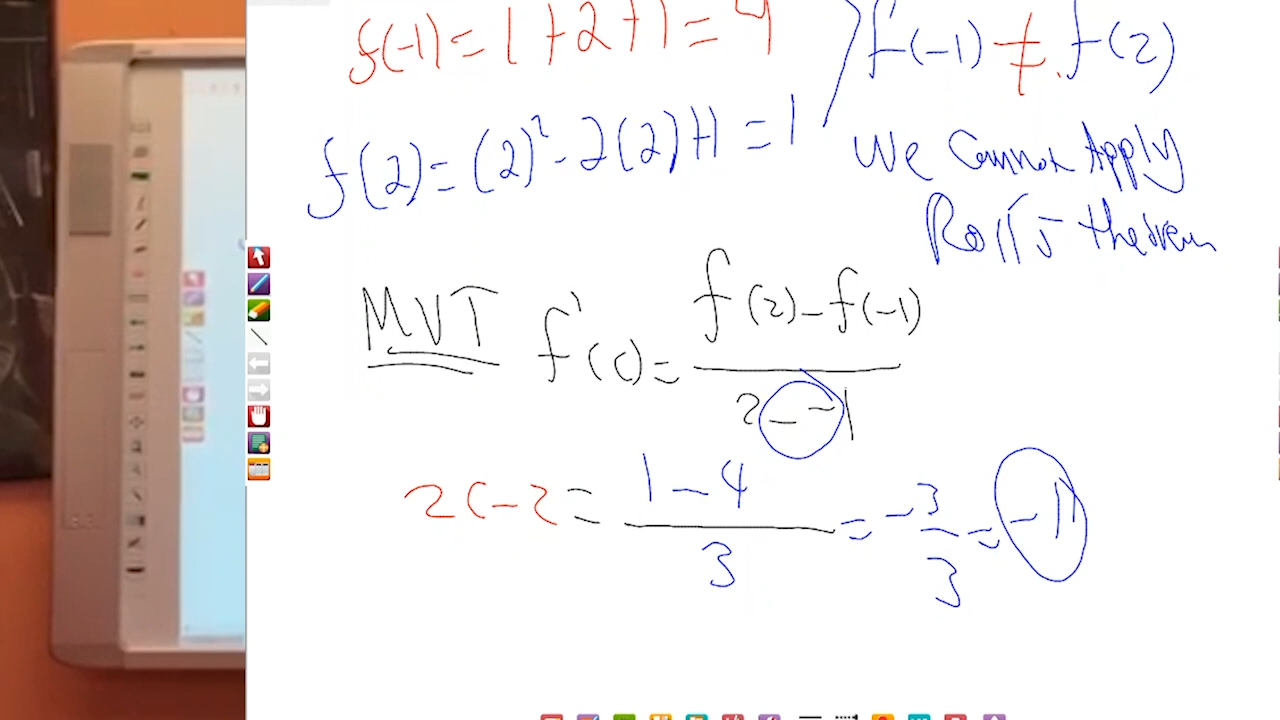 f(-1) = 1+2+1 = 4
f(-1) ≠ f(2)
f(2) = (2)² - 2(2)+1 = 1
We Cannot Apply
Roll's theorem
MVT f'(c) = f(2) - f(-1) / 2 - -1
2c - 2 = 1 - 4 / 3 = -3 / 3 = -1